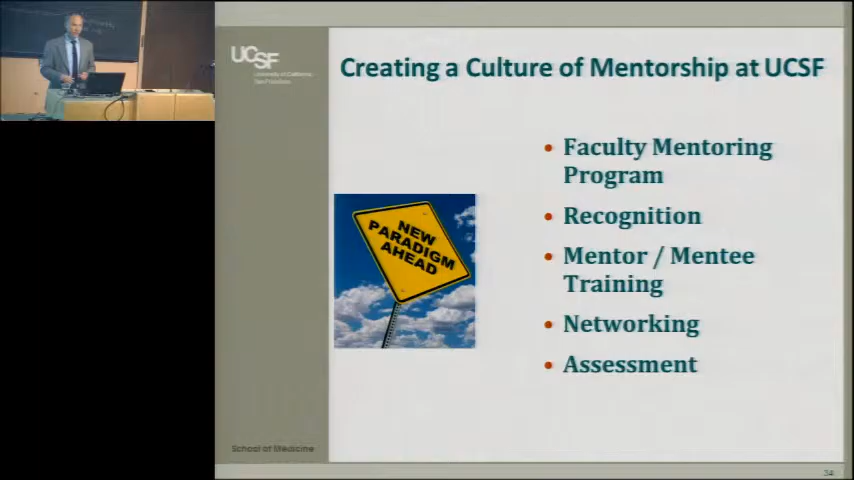 UCSF
University of California
San Francisco
Creating a Culture of Mentorship at UCSF
NEW
PARADIGM
AHEAD
• Faculty Mentoring
Program
• Recognition
• Mentor / Mentee
Training
• Networking
• Assessment
School of Medicine
34